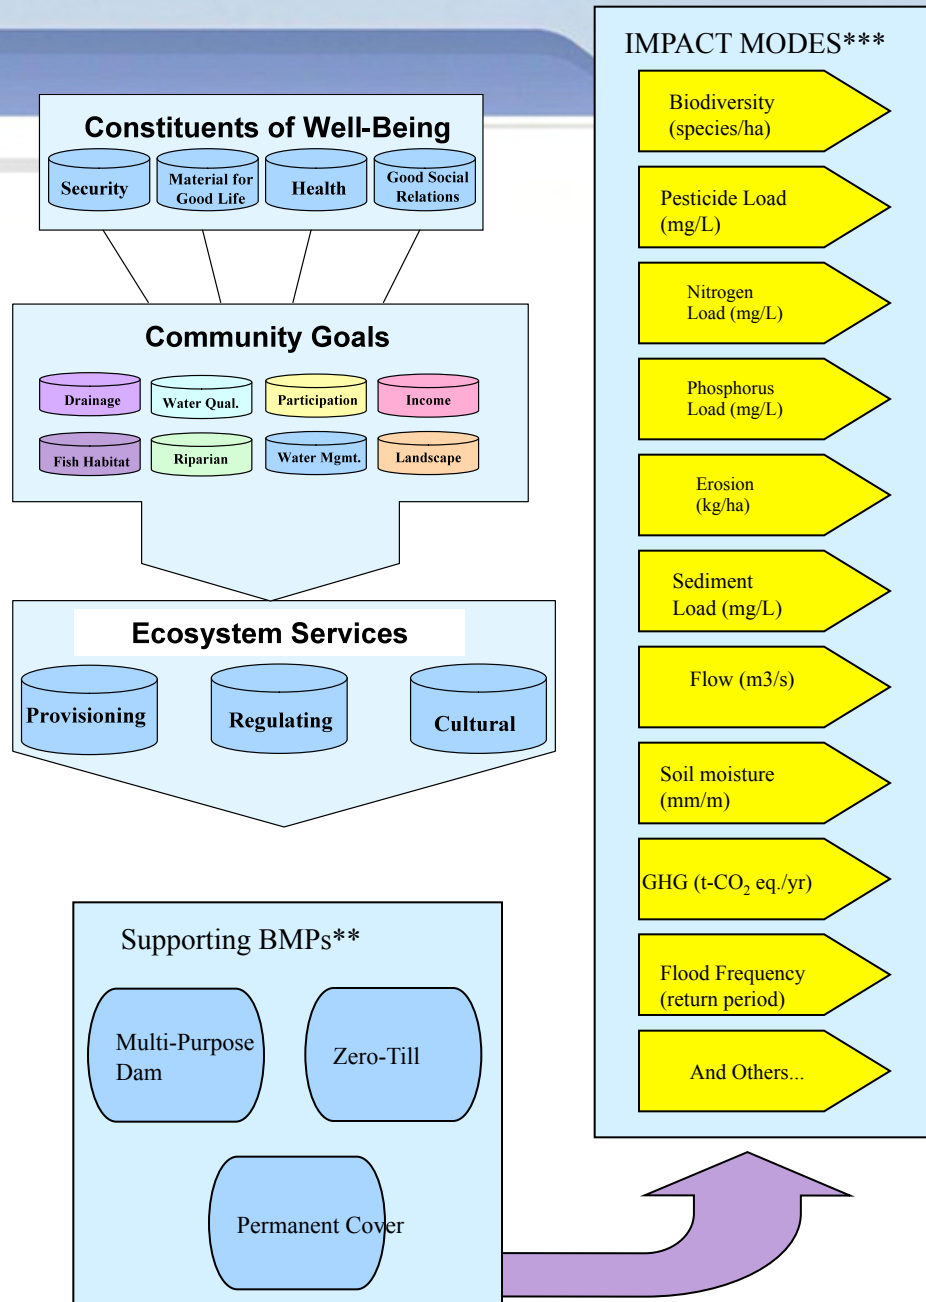 Constituents of Well-Being
Security
Material for
Good Life
Health
Good Social
Relations
Community Goals
Drainage
Water Qual.
Participation
Income
Fish Habitat
Riparian
Water Mgmt.
Landscape
Ecosystem Services
Provisioning
Regulating
Cultural
Supporting BMPs**
Multi-Purpose
Dam
Zero-Till
Permanent Cover
IMPACT MODES***
Biodiversity
(species/ha)
Pesticide Load
(mg/L)
Nitrogen
Load (mg/L)
Phosphorus
Load (mg/L)
Erosion
(kg/ha)
Sediment
Load (mg/L)
Flow (m3/s)
Soil moisture
(mm/m)
GHG (t-CO₂ eq./yr)
Flood Frequency
(return period)
And Others...